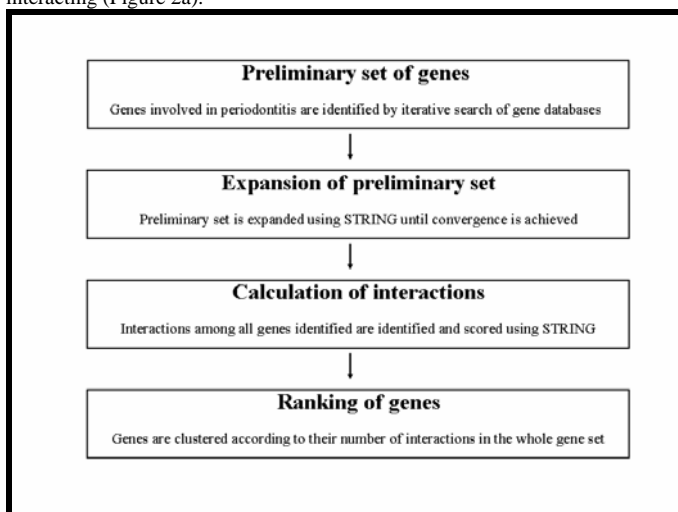 interacting (Figure 2a).
Preliminary set of genes
Genes involved in periodontitis are identified by iterative search of gene databases
Expansion of preliminary set
Preliminary set is expanded using STRING until convergence is achieved
Calculation of interactions
Interactions among all genes identified are identified and scored using STRING
Ranking of genes
Genes are clustered according to their number of interactions in the whole gene set